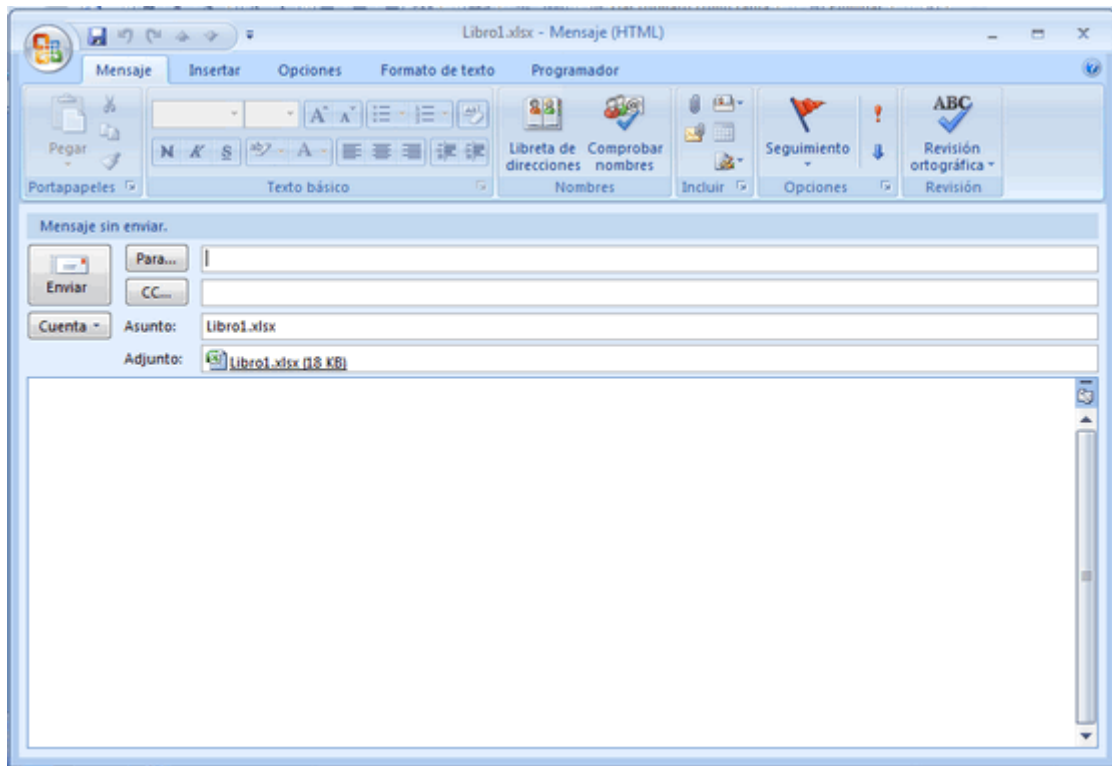 Libro1.xlsx - Mensaje (HTML)
Mensaje Insertar Opciones Formato de texto Programador
Pegar
N K S A A A
Libreta de direcciones
Comprobar nombres
Seguimiento
ABC
Revisión ortográfica
Portapapeles Texto básico Nombres Incluir Opciones Revisión
Mensaje sin enviar.
Enviar
Para...
CC...
Cuenta
Asunto: Libro1.xlsx
Adjunto: Libro1.xlsx (18 KB)